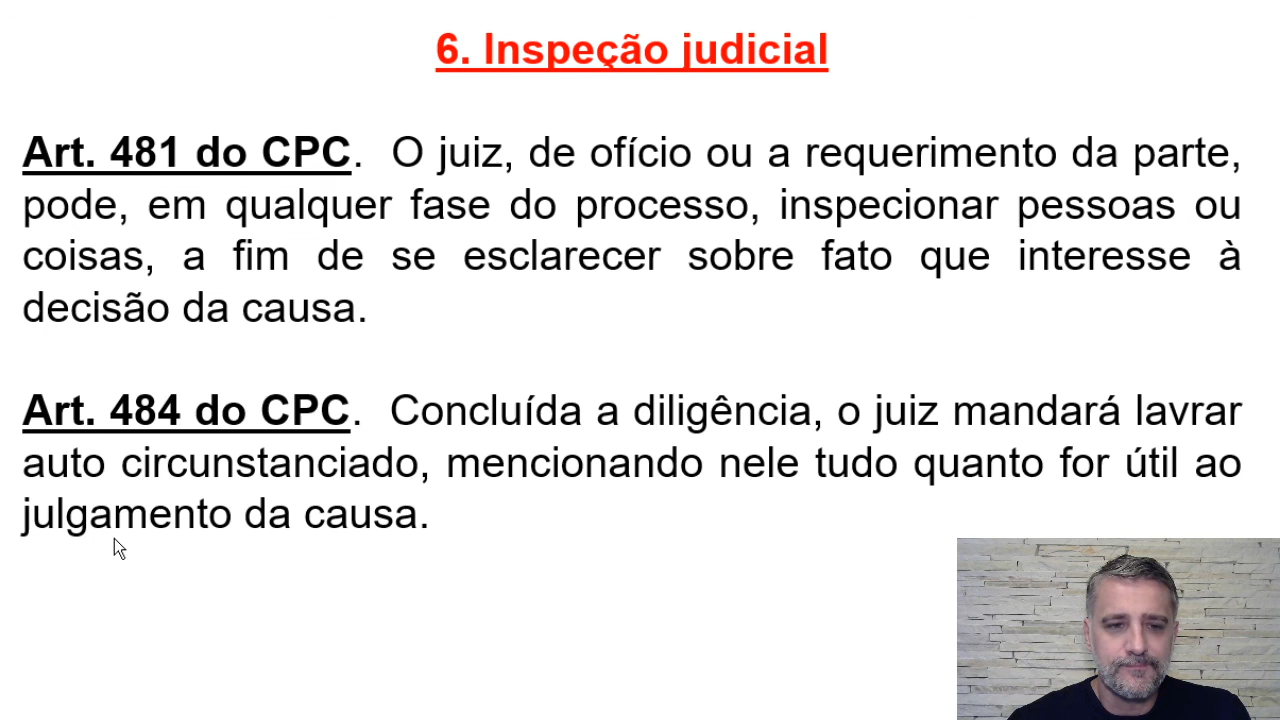 6. Inspeção judicial
Art. 481 do CPC. O juiz, de ofício ou a requerimento da parte,
pode, em qualquer fase do processo, inspecionar pessoas ou
coisas, a fim de se esclarecer sobre fato que interesse à
decisão da causa.
Art. 484 do CPC. Concluída a diligência, o juiz mandará lavrar
auto circunstanciado, mencionando nele tudo quanto for útil ao
julgamento da causa.